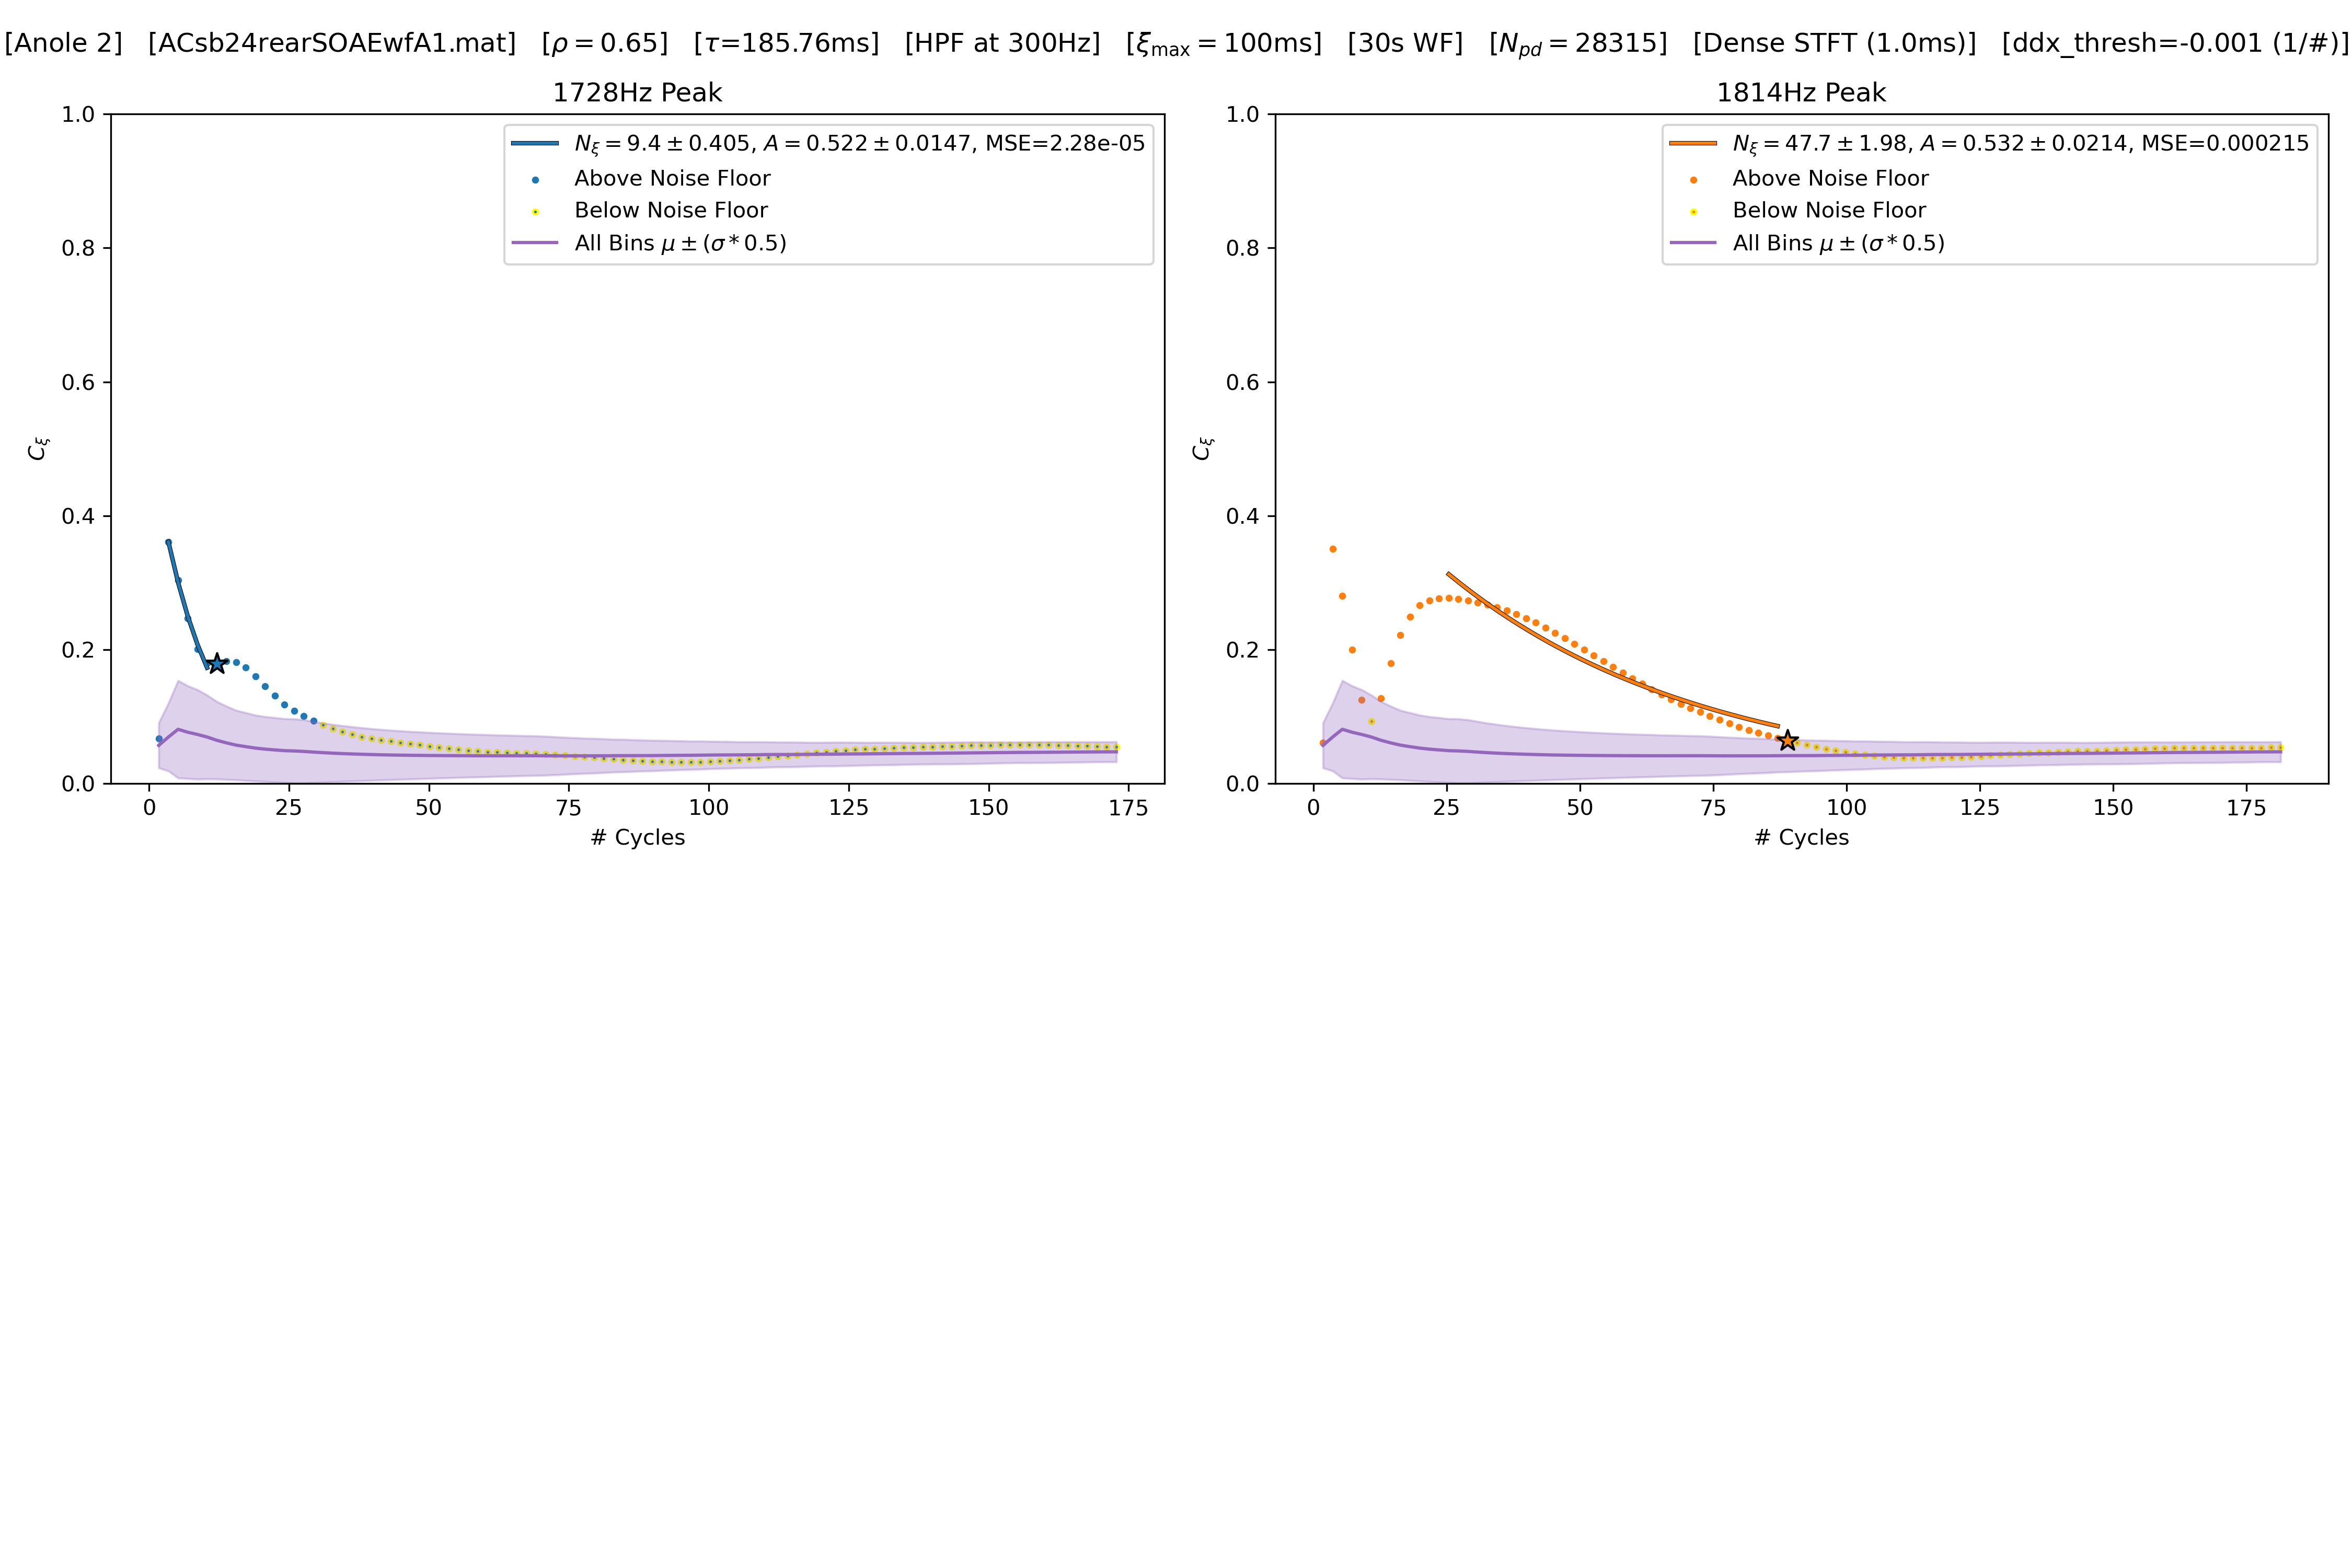 [Anole 2] [ACsb24rearSOAEwfA1.mat] [ρ = 0.65] [τ=185.76ms] [HPF at 300Hz] [ξmax = 100ms] [30s WF] [Npd = 28315] [Dense STFT (1.0ms)] [ddx_thresh=-0.001 (1/#)]
1728Hz Peak
Nξ = 9.4 ± 0.405, A = 0.522 ± 0.0147, MSE=2.28e-05
Above Noise Floor
Below Noise Floor
All Bins μ ± (σ * 0.5)
1.0
0.8
0.6
0.4
0.2
0.0
Cξ
0 25 50 75 100 125 150 175
# Cycles
1814Hz Peak
Nξ = 47.7 ± 1.98, A = 0.532 ± 0.0214, MSE=0.000215
Above Noise Floor
Below Noise Floor
All Bins μ ± (σ * 0.5)
1.0
0.8
0.6
0.4
0.2
0.0
Cξ
0 25 50 75 100 125 150 175
# Cycles